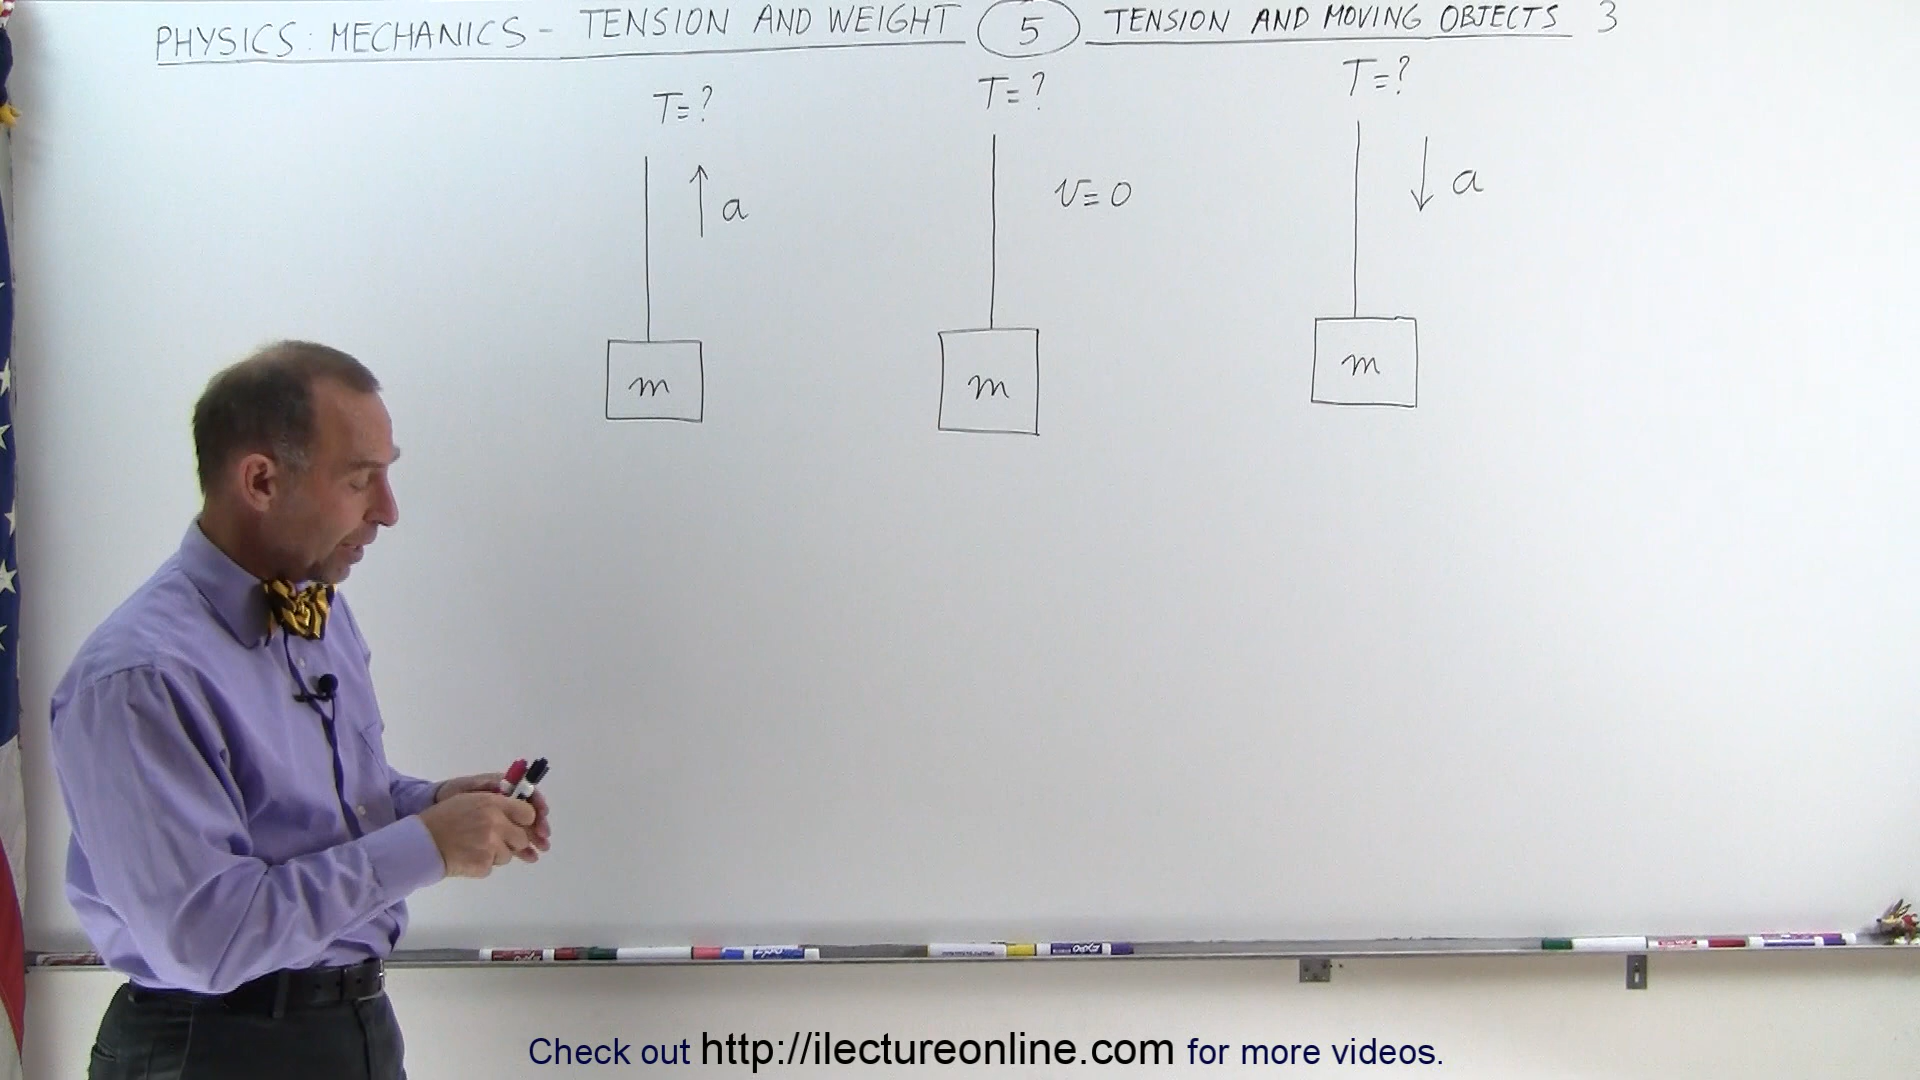 PHYSICS: MECHANICS - TENSION AND WEIGHT 5 TENSION AND MOVING OBJECTS 3
T=? T=? T=?
a v=0 a
m m m
EXPO
Check out http://ilectureonline.com for more videos.